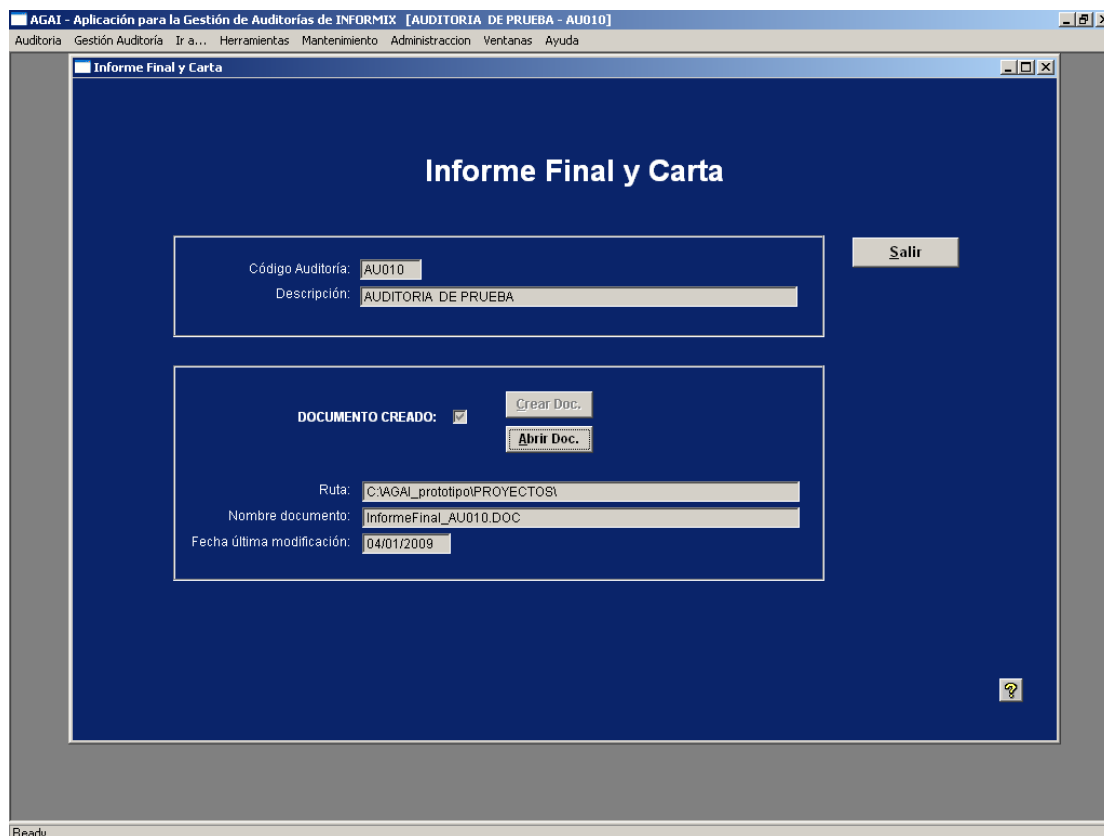 AGAI - Aplicación para la Gestión de Auditorías de INFORMIX [AUDITORIA DE PRUEBA - AU010]
Auditoria Gestión Auditoría Ir a... Herramientas Mantenimiento Administraccion Ventanas Ayuda
Informe Final y Carta
Informe Final y Carta
Salir
Código Auditoría: AU010
Descripción: AUDITORIA DE PRUEBA
Crear Doc.
DOCUMENTO CREADO:
Abrir Doc.
Ruta: C:\AGAI_prototipo\PROYECTOS\
Nombre documento: InformeFinal_AU010.DOC
Fecha última modificación: 04/01/2009
?
Ready